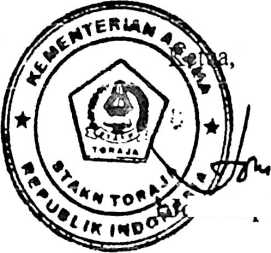 Ketua,
KEMENTERIAN AGAMA
TORAJA
STAKN TORAJA
REPUBLIK INDONESIA